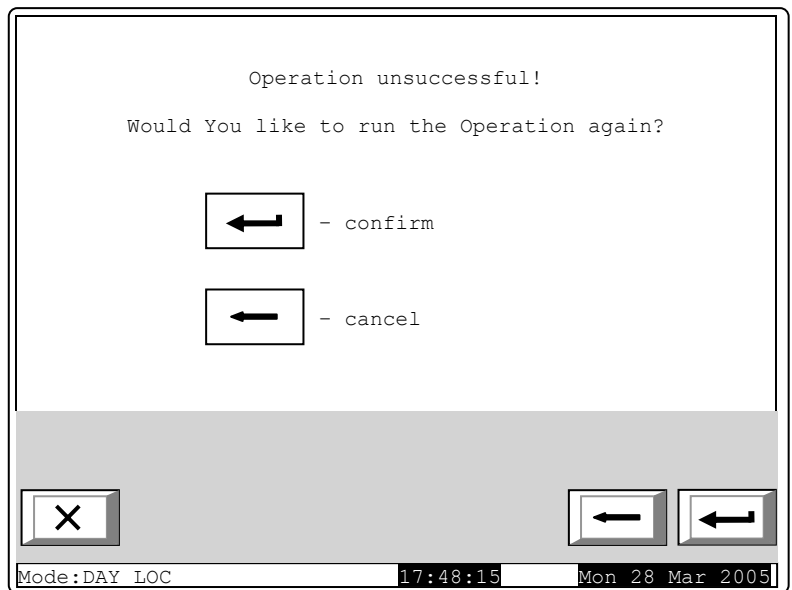 Operation unsuccessful!
Would You like to run the Operation again?
- confirm
- cancel
Mode:DAY LOC 17:48:15 Mon 28 Mar 2005